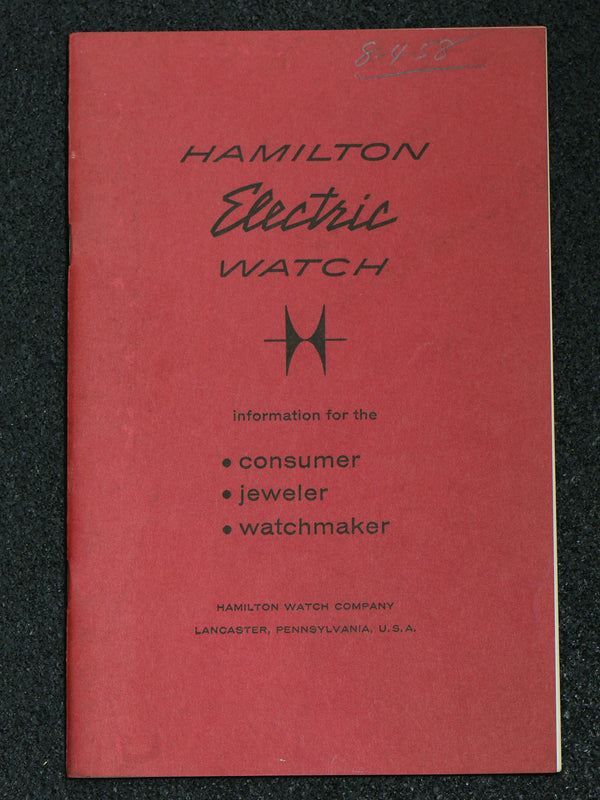 8-4-58
HAMILTON
Electric
WATCH
information for the
• consumer
• jeweler
• watchmaker
HAMILTON WATCH COMPANY
LANCASTER, PENNSYLVANIA, U.S.A.